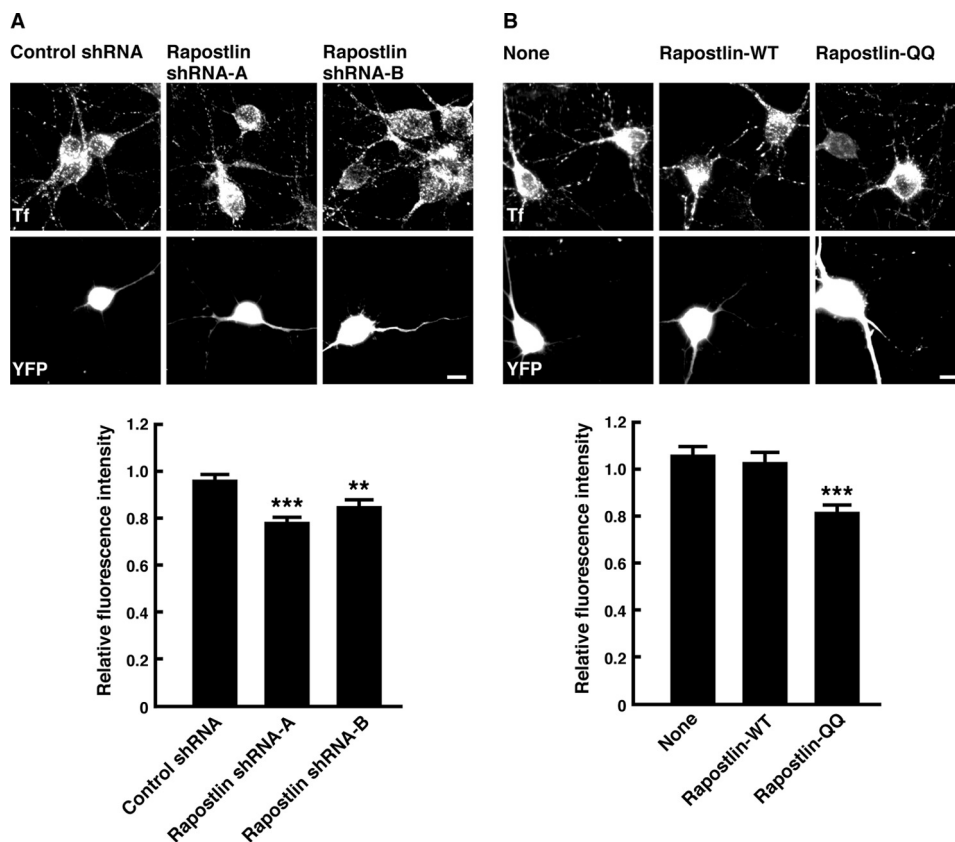 A
Control shRNA
Rapostlin
shRNA-A
Rapostlin
shRNA-B
Tf
YFP
Relative fluorescence intensity
1.2
1.0
0.8
0.6
0.4
0.2
0
***
**
Control shRNA
Rapostlin shRNA-A
Rapostlin shRNA-B
B
None
Rapostlin-WT
Rapostlin-QQ
Tf
YFP
Relative fluorescence intensity
1.2
1.0
0.8
0.6
0.4
0.2
0
***
None
Rapostlin-WT
Rapostlin-QQ